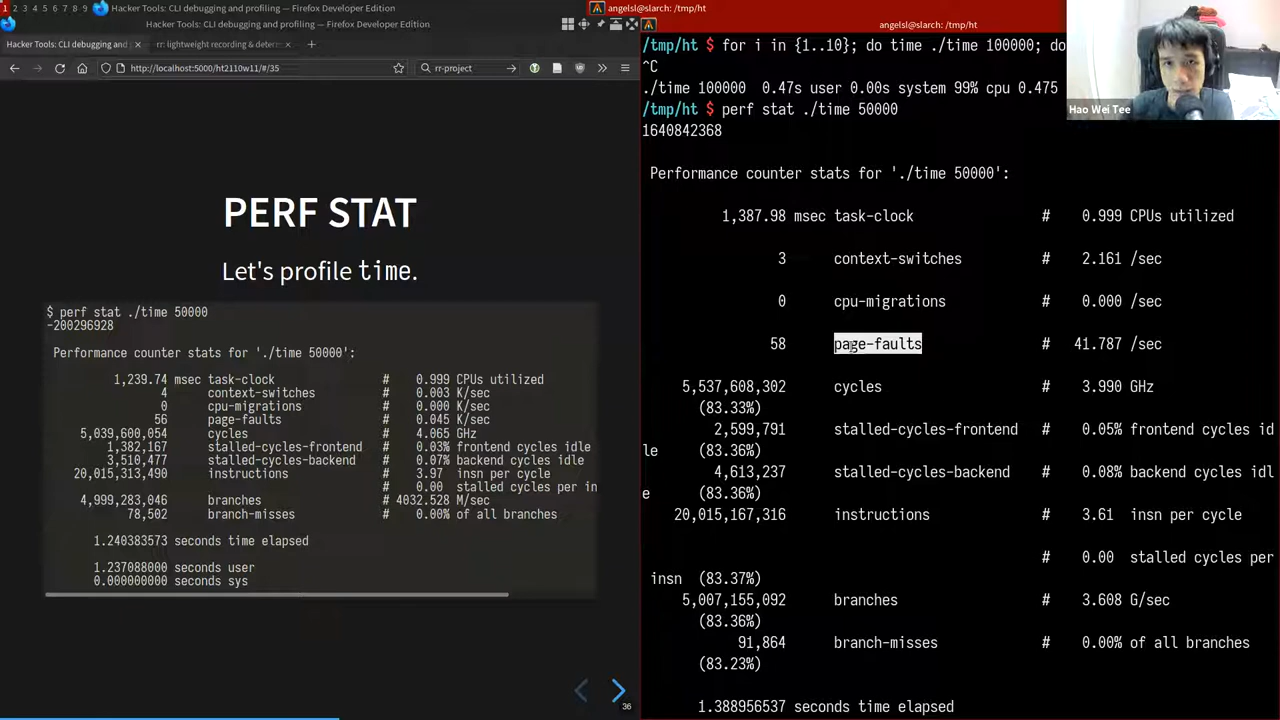 1 2 3 4 5 6 7 8 9 10 Hacker Tools: CLI debugging and profiling — Firefox Developer Edition
angelsl@slarch: /tmp/ht
Hacker Tools: CLI debugging and profiling — Firefox Developer Edition
angelsl@slarch: /tmp/ht
Hacker Tools: CLI debugging and
rr: lightweight recording & deter
http://localhost:5000/ht2110w11/#/35
rr-project
PERF STAT
Let's profile time.
$ perf stat ./time 50000
-200296928
Performance counter stats for './time 50000':
1,239.74 msec task-clock # 0.999 CPUs utilized
4 context-switches # 0.003 K/sec
0 cpu-migrations # 0.000 K/sec
56 page-faults # 0.045 K/sec
5,039,600,054 cycles # 4.065 GHz
1,382,167 stalled-cycles-frontend # 0.03% frontend cycles idle
3,510,477 stalled-cycles-backend # 0.07% backend cycles idle
20,015,313,490 instructions # 3.97 insn per cycle
# 0.00 stalled cycles per in
4,999,283,046 branches # 4032.528 M/sec
78,502 branch-misses # 0.00% of all branches
1.240383573 seconds time elapsed
1.237088000 seconds user
0.000000000 seconds sys
36
/tmp/ht $ for i in {1..10}; do time ./time 100000; do
^C
./time 100000 0.47s user 0.00s system 99% cpu 0.475
/tmp/ht $ perf stat ./time 50000
1640842368
Performance counter stats for './time 50000':
1,387.98 msec task-clock # 0.999 CPUs utilized
3 context-switches # 2.161 /sec
0 cpu-migrations # 0.000 /sec
58 page-faults # 41.787 /sec
5,537,608,302 cycles # 3.990 GHz
(83.33%)
2,599,791 stalled-cycles-frontend # 0.05% frontend cycles id
le (83.36%)
4,613,237 stalled-cycles-backend # 0.08% backend cycles idl
e (83.36%)
20,015,167,316 instructions # 3.61 insn per cycle
# 0.00 stalled cycles per
insn (83.37%)
5,007,155,092 branches # 3.608 G/sec
(83.36%)
91,864 branch-misses # 0.00% of all branches
(83.23%)
1.388956537 seconds time elapsed
Hao Wei Tee